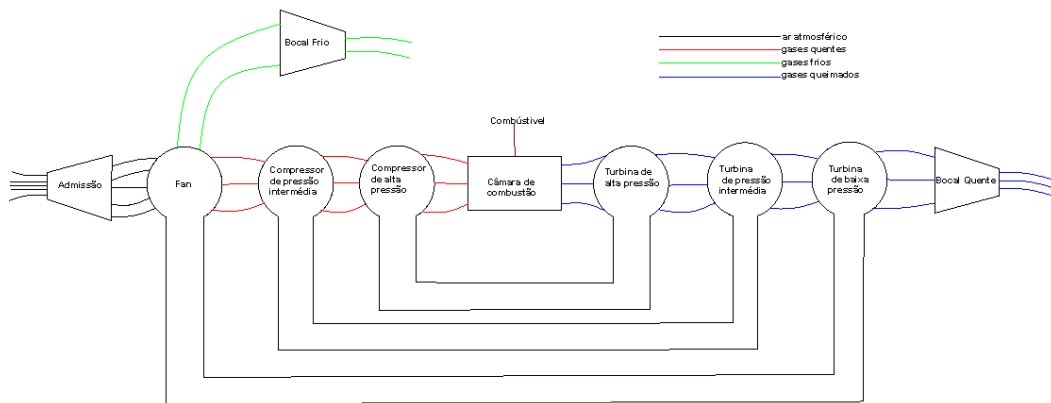 Bocal Frio
ar atmosférico
gases quentes
gases frios
gases queimados
Combústivel
Admissão
Fan
Compressor
de pressão
intermédia
Compressor
de alta
pressão
Câmara de
combustão
Turbina de
alta pressão
Turbina
de pressão
intermédia
Turbina
de baixa
pressão
Bocal Quente